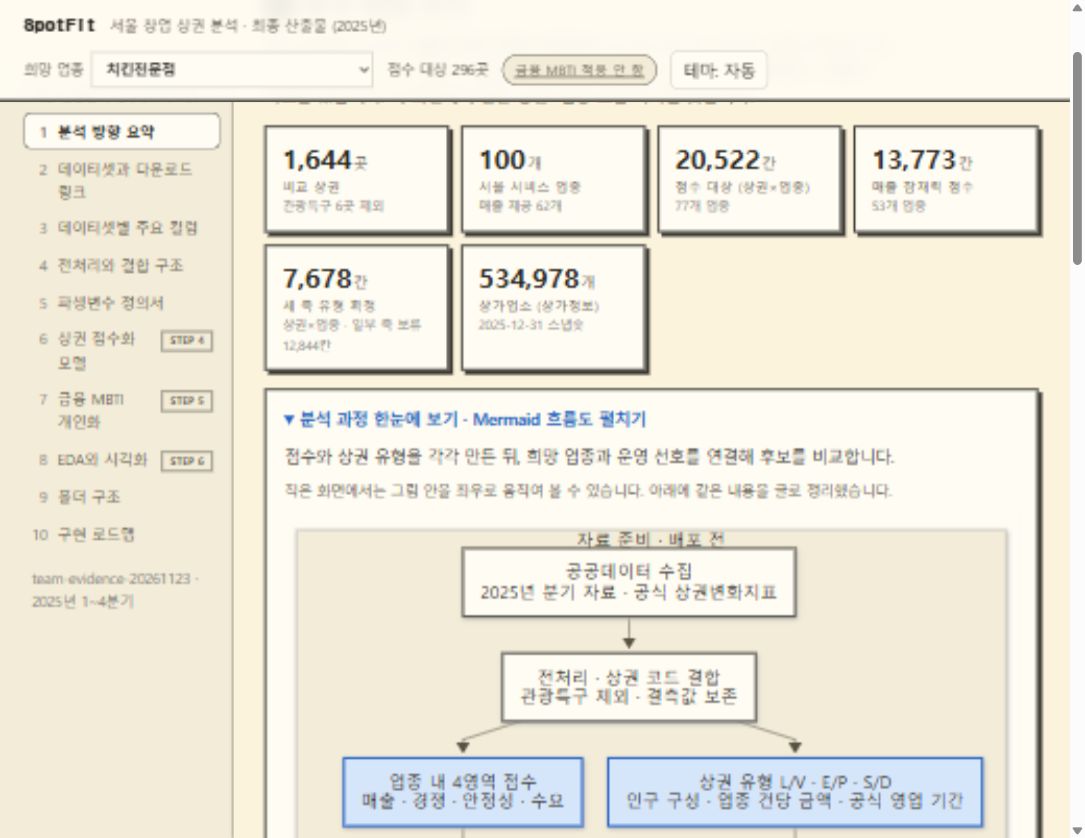 SpotFit 서울 창업 상권 분석 · 최종 산출물 (2025년)
희망 업종 치킨전문점 점수 대상 296곳 금융 MBTI 적용 안 함 테마: 자동
1 분석 방향 요약
2 데이터셋과 다운로드
링크
3 데이터셋별 주요 컬럼
4 전처리와 결합 구조
5 파생변수 정의서
6 상권 점수화 STEP 4
모델
7 금융 MBTI STEP 5
개인화
8 EDA와 시각화 STEP 6
9 폴더 구조
10 구현 로드맵
team-evidence-20261123 ·
2025년 1~4분기
1,644곳
비교 상권
관광특구 6곳 제외
100개
서울 서비스 업종
매출 제공 62개
20,522칸
점수 대상 (상권×업종)
77개 업종
13,773칸
매출 잠재력 점수
53개 업종
7,678칸
세 축 유형 확정
상권×업종 · 일부 축 보류
12,844칸
534,978개
상가업소 (상가정보)
2025-12-31 스냅숏
▼ 분석 과정 한눈에 보기 - Mermaid 흐름도 펼치기
점수와 상권 유형을 각각 만든 뒤, 희망 업종과 운영 선호를 연결해 후보를 비교합니다.
작은 화면에서는 그림 안을 좌우로 움직여 볼 수 있습니다. 아래에 같은 내용을 글로 정리했습니다.
자료 준비 · 배포 전
공공데이터 수집
2025년 분기 자료 · 공식 상권변화지표
전처리 · 상권 코드 결합
관광특구 제외 · 결측값 보존
업종 내 4영역 점수
매출 · 경쟁 · 안정성 · 수요
상권 유형 L/V · E/P · S/D
인구 구성 · 업종 건당 금액 · 공식 영업 기간